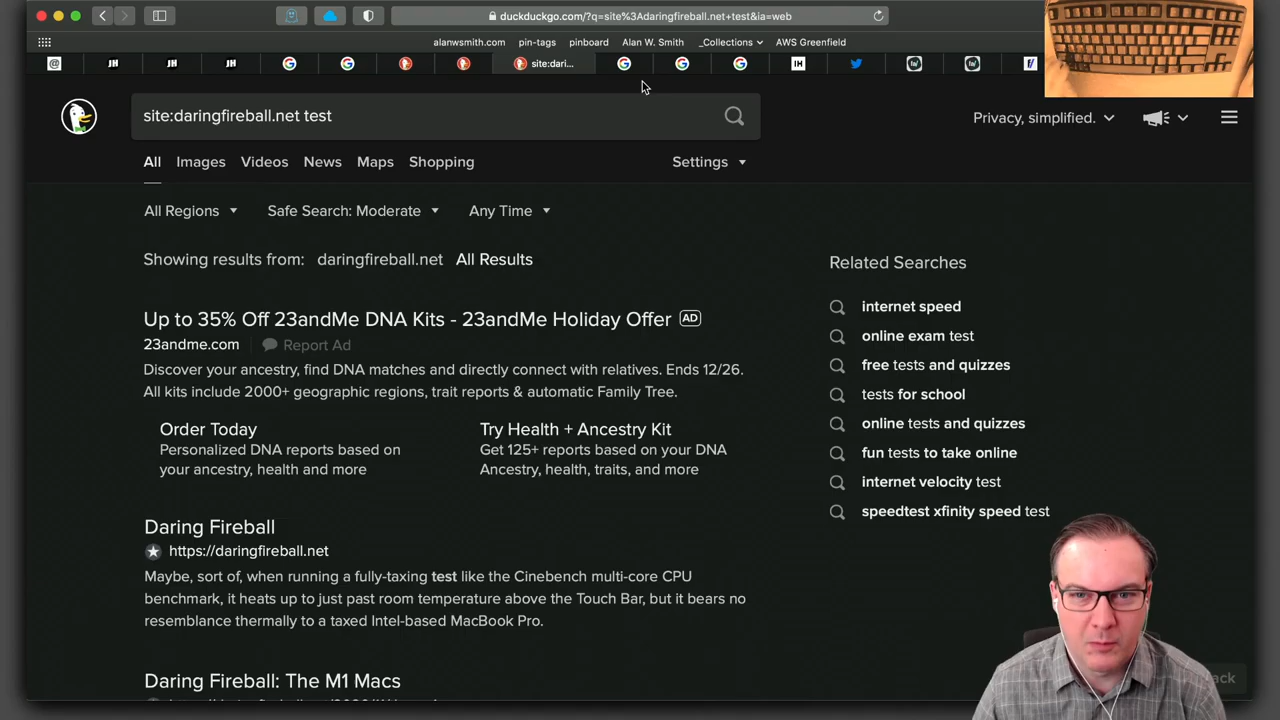 duckduckgo.com/?q=site%3Adaringfireball.net+test&ia=web
alanwsmith.com pin-tags pinboard Alan W. Smith _Collections AWS Greenfield
@ JH JH JH G G site:dari... G G G IH
site:daringfireball.net test
Privacy, simplified.
All Images Videos News Maps Shopping Settings
All Regions Safe Search: Moderate Any Time
Showing results from: daringfireball.net All Results
Related Searches
internet speed
online exam test
free tests and quizzes
tests for school
online tests and quizzes
fun tests to take online
internet velocity test
speedtest xfinity speed test
Up to 35% Off 23andMe DNA Kits - 23andMe Holiday Offer AD
23andme.com Report Ad
Discover your ancestry, find DNA matches and directly connect with relatives. Ends 12/26.
All kits include 2000+ geographic regions, trait reports & automatic Family Tree.
Order Today
Personalized DNA reports based on
your ancestry, health and more
Try Health + Ancestry Kit
Get 125+ reports based on your DNA
Ancestry, health, traits, and more
Daring Fireball
https://daringfireball.net
Maybe, sort of, when running a fully-taxing test like the Cinebench multi-core CPU
benchmark, it heats up to just past room temperature above the Touch Bar, but it bears no
resemblance thermally to a taxed Intel-based MacBook Pro.
Daring Fireball: The M1 Macs